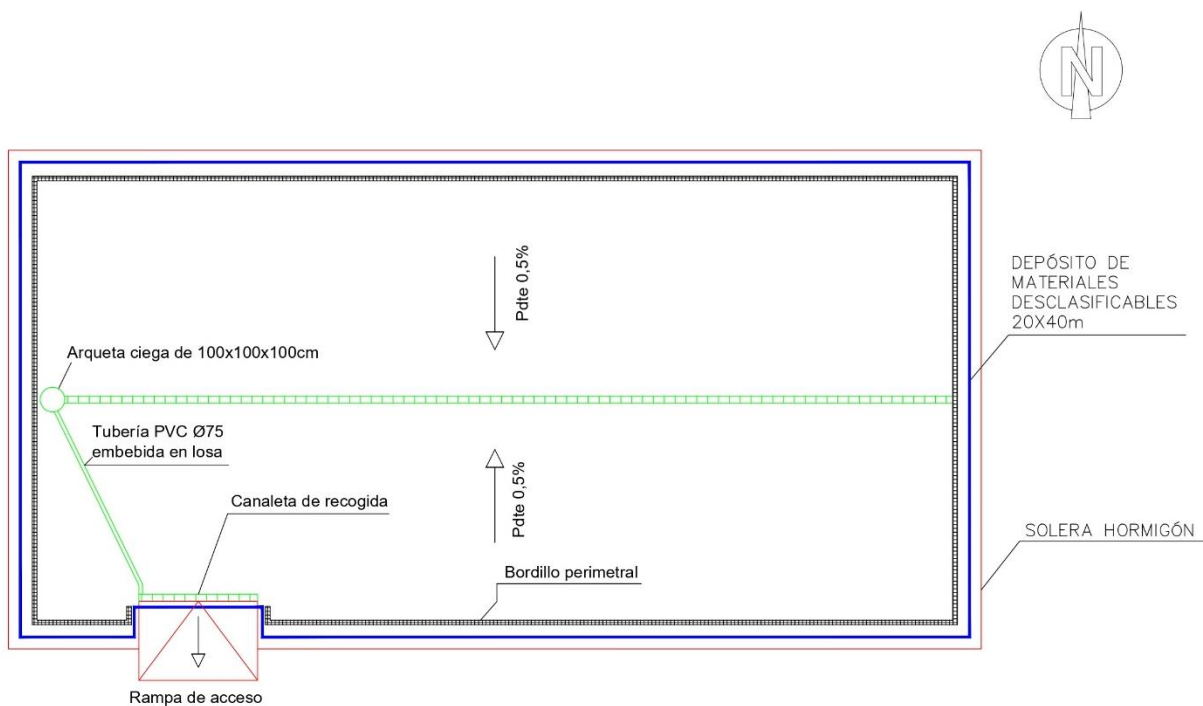 N
DEPÓSITO DE
MATERIALES
DESCLASIFICABLES
20X40m
Pdte 0,5%
Arqueta ciega de 100x100x100cm
Tubería PVC Ø75
embebida en losa
Canaleta de recogida
Pdte 0,5%
SOLERA HORMIGÓN
Bordillo perimetral
Rampa de acceso